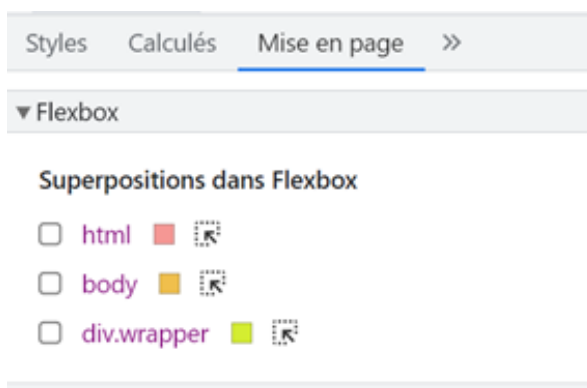 Styles Calculés Mise en page »
▼ Flexbox
Superpositions dans Flexbox
html
body
div.wrapper